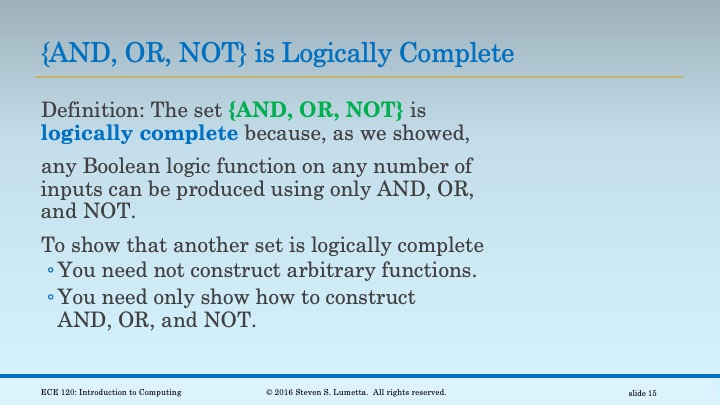 {AND, OR, NOT} is Logically Complete
Definition: The set {AND, OR, NOT} is
logically complete because, as we showed,
any Boolean logic function on any number of
inputs can be produced using only AND, OR,
and NOT.
To show that another set is logically complete
◦You need not construct arbitrary functions.
◦You need only show how to construct
AND, OR, and NOT.
ECE 120: Introduction to Computing © 2016 Steven S. Lumetta. All rights reserved. slide 15